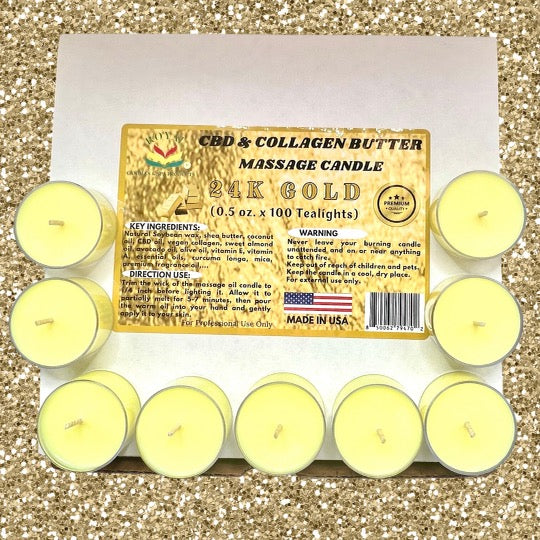 CBD & COLLAGEN BUTTER
MASSAGE CANDLE
24K GOLD
(0.5 oz. x 100 Tealights)
PREMIUM
QUALITY
KEY INGREDIENTS:
Natural Soybean wax, shea butter, coconut
oil, CBD oil, vegan collagen, sweet almond
oil, avocado oil, olive oil, vitamin E, vitamin
A, essential oils, curcuma longa, mica,
premium fragrance oil,...
DIRECTION USE:
Trim the wick of the massage oil candle to
1/4 inch before lighting it. Allow it to
partially melt for 5-7 minutes, then pour
the warm oil into your hand and gently
apply it to your skin.
For Professional Use Only
WARNING
Never leave your burning candle
unattended, and on or near anything
to catch fire.
Keep out of reach of children and pets.
Keep the candle in a cool, dry place.
For external use only.
MADE IN USA
8 50062 79470 2